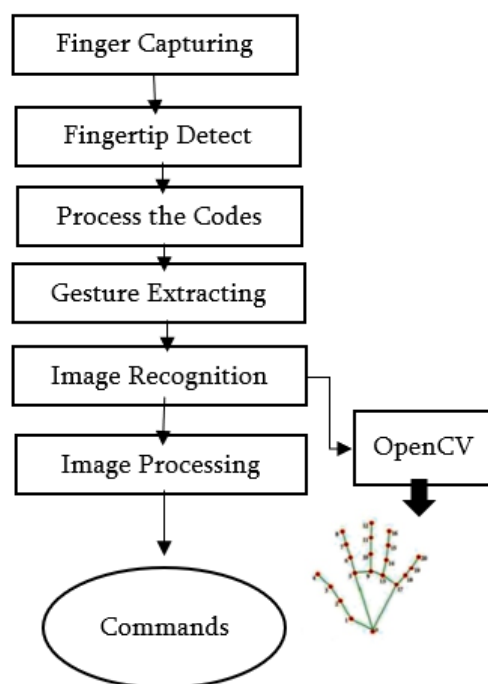 Finger Capturing
Fingertip Detect
Process the Codes
Gesture Extracting
Image Recognition
OpenCV
Image Processing
Commands